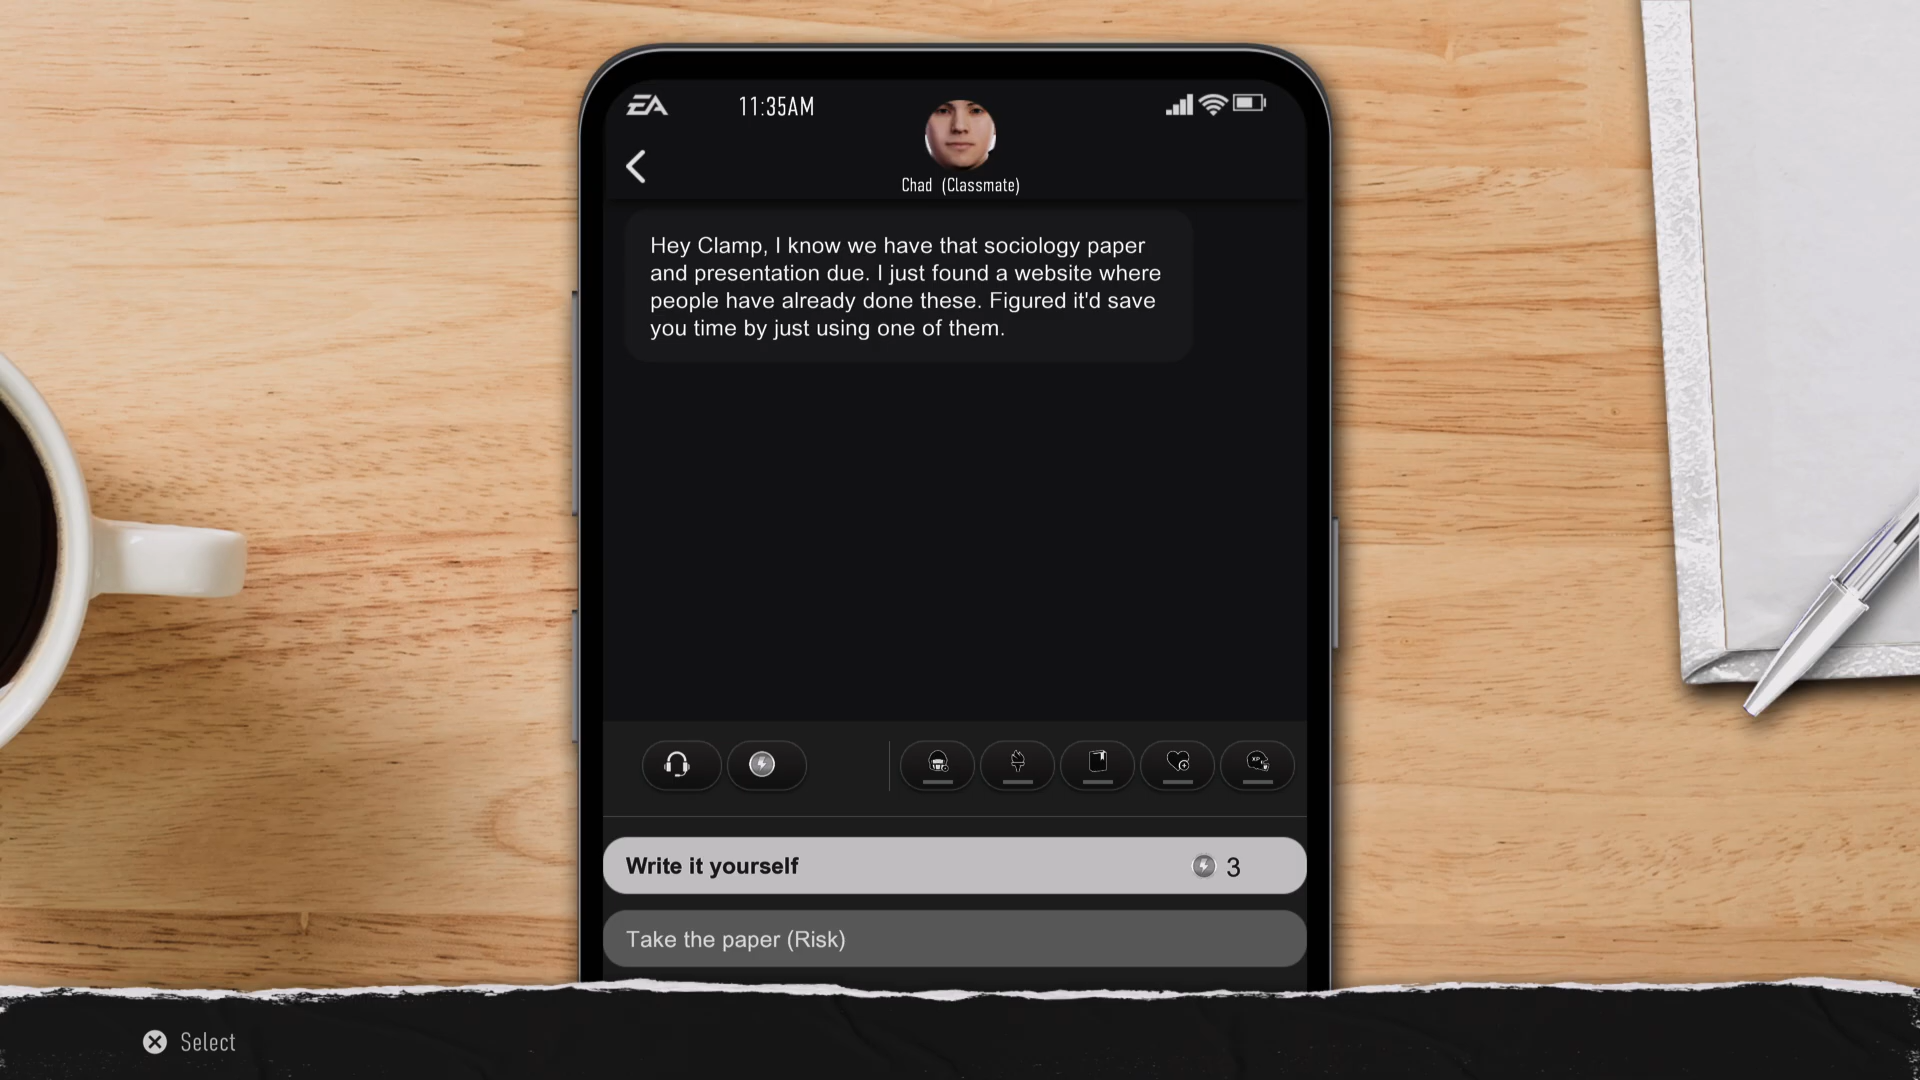 EA
11:35AM
Chad (Classmate)
Hey Clamp, I know we have that sociology paper
and presentation due. I just found a website where
people have already done these. Figured it'd save
you time by just using one of them.
XP
Write it yourself
3
Take the paper (Risk)
Select